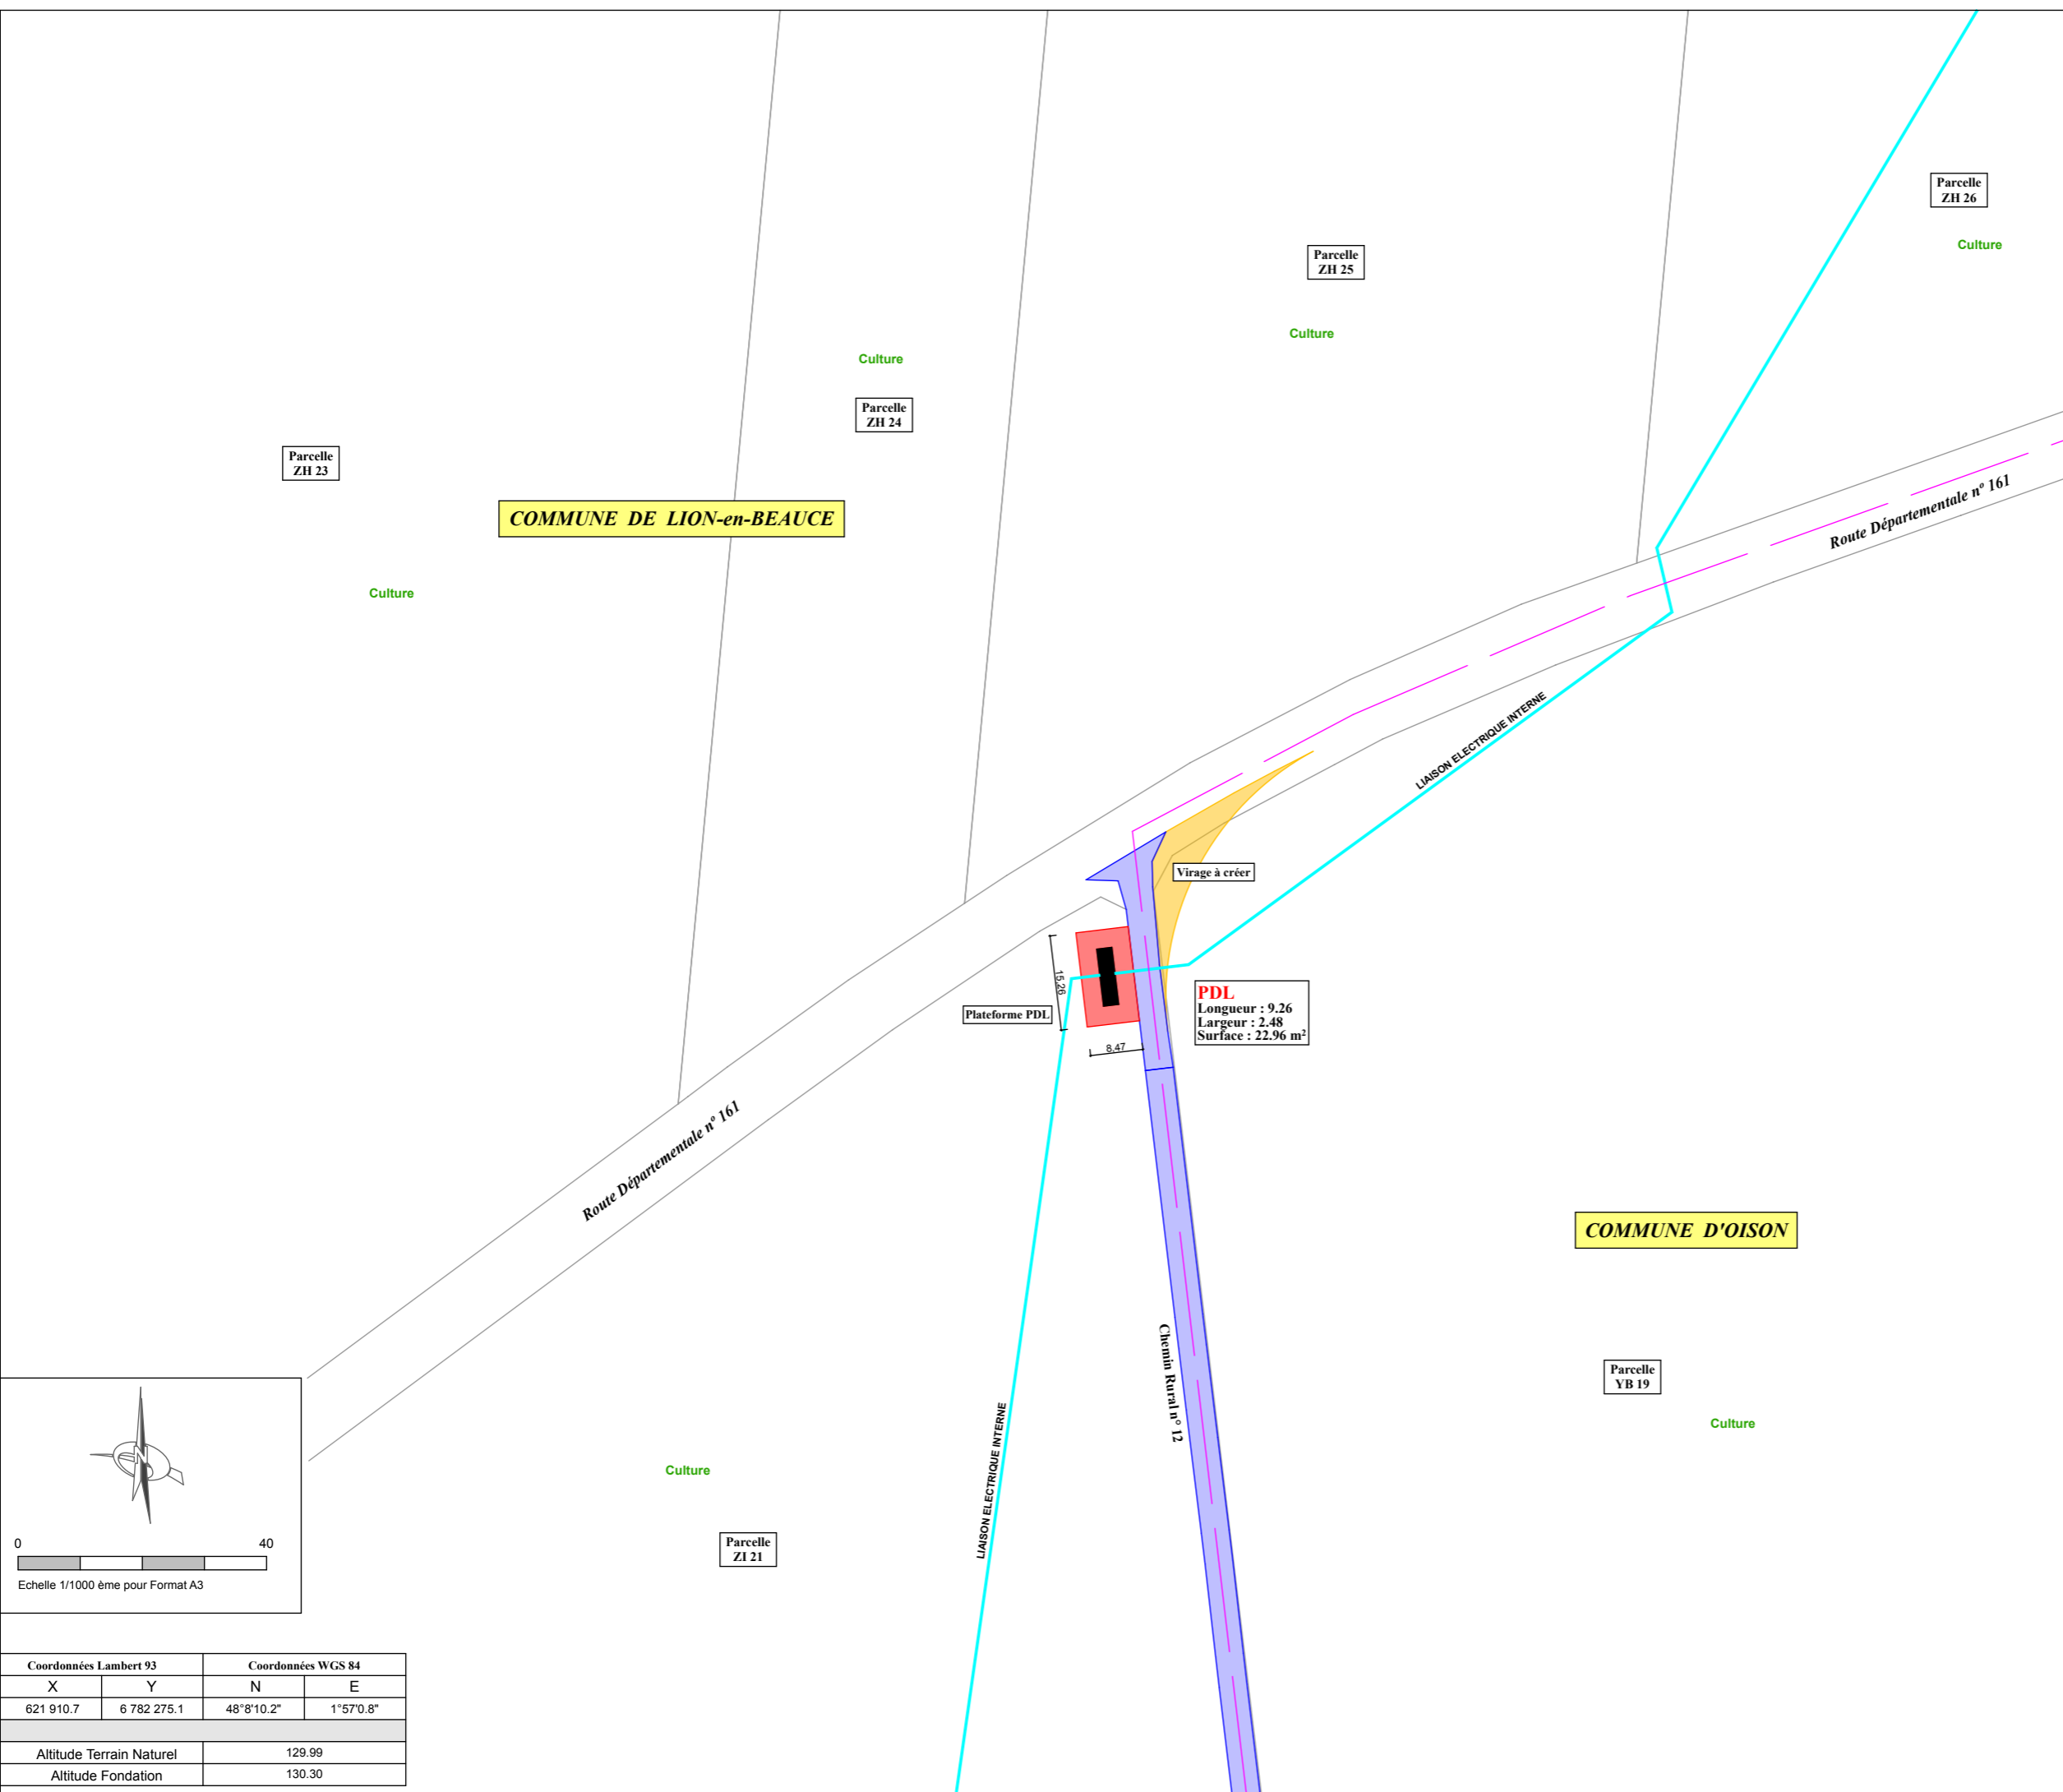 Parcelle
ZH 26
Culture
Parcelle
ZH 25
Culture
Culture
Parcelle
ZH 24
Parcelle
ZH 23
COMMUNE DE LION-en-BEAUCE
Culture
Route Départementale nº 161
LIAISON ELECTRIQUE INTERNE
Virage à créer
15.26
Plateforme PDL
8.47
PDL
Longueur : 9.26
Largeur : 2.48
Surface : 22.96 m²
Route Départementale nº 161
COMMUNE D'OISON
Chemin Rural n° 12
Parcelle
YB 19
Culture
LIAISON ELECTRIQUE INTERNE
Culture
Parcelle
ZI 21
N
0 40
Echelle 1/1000 ème pour Format A3
Coordonnées Lambert 93 Coordonnées WGS 84
X Y N E
621 910.7 6 782 275.1 48°8'10.2" 1°57'0.8"
Altitude Terrain Naturel 129.99
Altitude Fondation 130.30